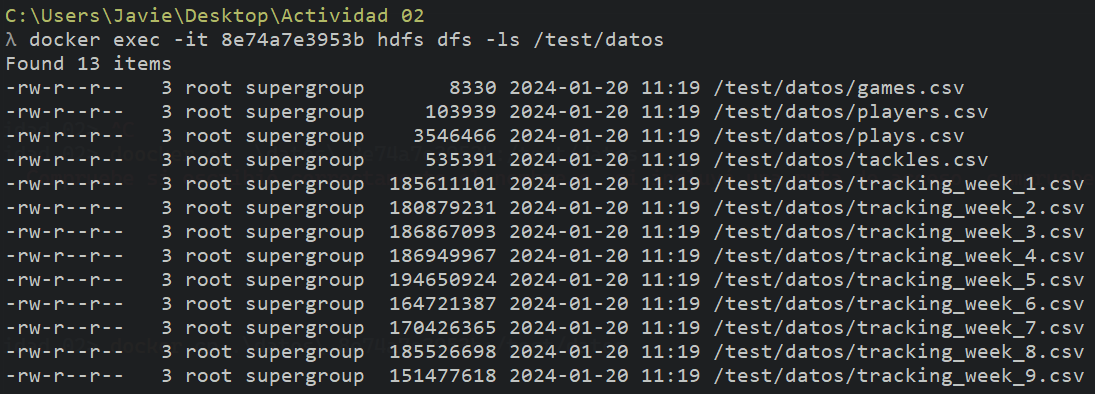 C:\Users\Javie\Desktop\Actividad 02
λ docker exec -it 8e74a7e3953b hdfs dfs -ls /test/datos
Found 13 items
-rw-r--r--   3 root supergroup       8330 2024-01-20 11:19 /test/datos/games.csv
-rw-r--r--   3 root supergroup     103939 2024-01-20 11:19 /test/datos/players.csv
-rw-r--r--   3 root supergroup    3546466 2024-01-20 11:19 /test/datos/plays.csv
-rw-r--r--   3 root supergroup     535391 2024-01-20 11:19 /test/datos/tackles.csv
-rw-r--r--   3 root supergroup  185611101 2024-01-20 11:19 /test/datos/tracking_week_1.csv
-rw-r--r--   3 root supergroup  180879231 2024-01-20 11:19 /test/datos/tracking_week_2.csv
-rw-r--r--   3 root supergroup  186867093 2024-01-20 11:19 /test/datos/tracking_week_3.csv
-rw-r--r--   3 root supergroup  186949967 2024-01-20 11:19 /test/datos/tracking_week_4.csv
-rw-r--r--   3 root supergroup  194650924 2024-01-20 11:19 /test/datos/tracking_week_5.csv
-rw-r--r--   3 root supergroup  164721387 2024-01-20 11:19 /test/datos/tracking_week_6.csv
-rw-r--r--   3 root supergroup  170426365 2024-01-20 11:19 /test/datos/tracking_week_7.csv
-rw-r--r--   3 root supergroup  185526698 2024-01-20 11:19 /test/datos/tracking_week_8.csv
-rw-r--r--   3 root supergroup  151477618 2024-01-20 11:19 /test/datos/tracking_week_9.csv